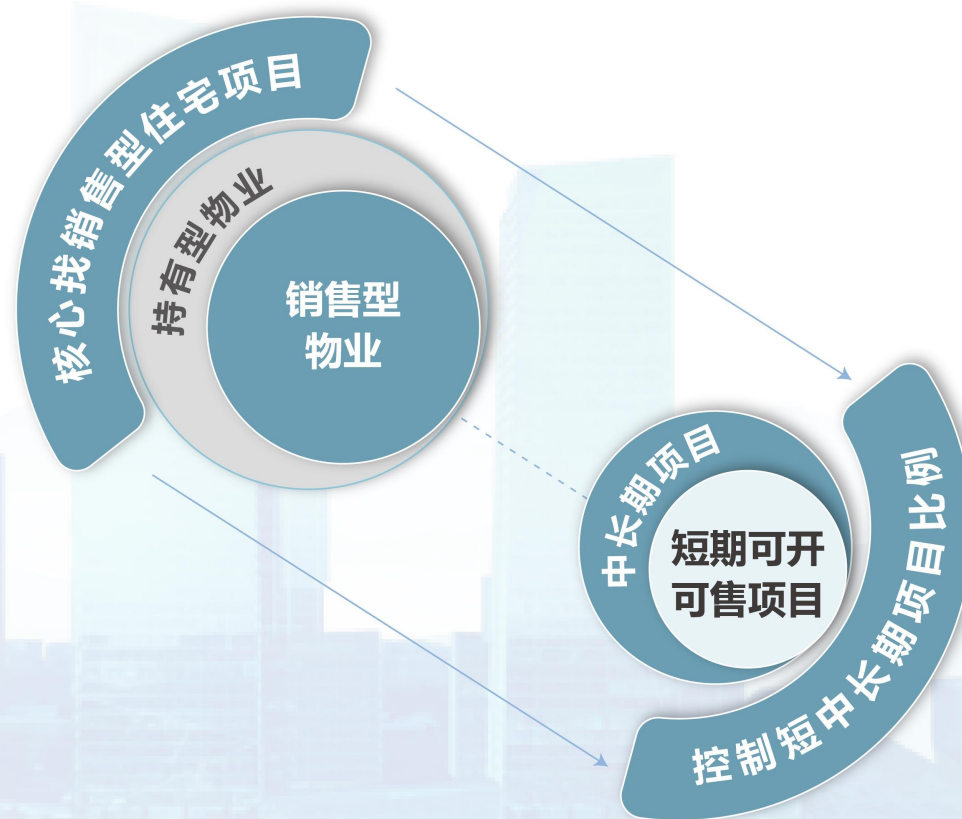 核心找销售型住宅项目
持有型物业
销售型
物业
中长期项目
短期可开
可售项目
控制短中长期项目比例